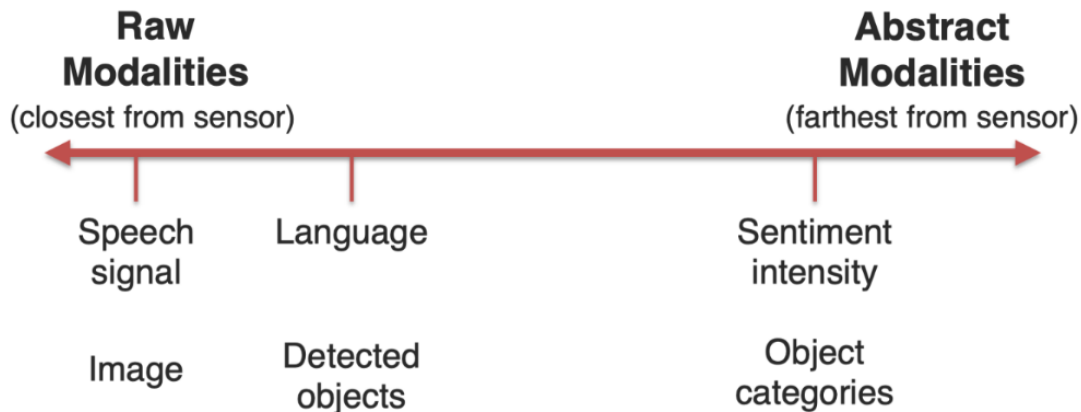 Raw
Modalities
(closest from sensor)
Abstract
Modalities
(farthest from sensor)
Speech
signal
Language
Sentiment
intensity
Image
Detected
objects
Object
categories